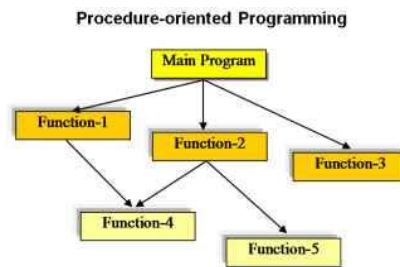 Procedure-oriented Programming
Main Program
Function-1
Function-2
Function-3
Function-4
Function-5